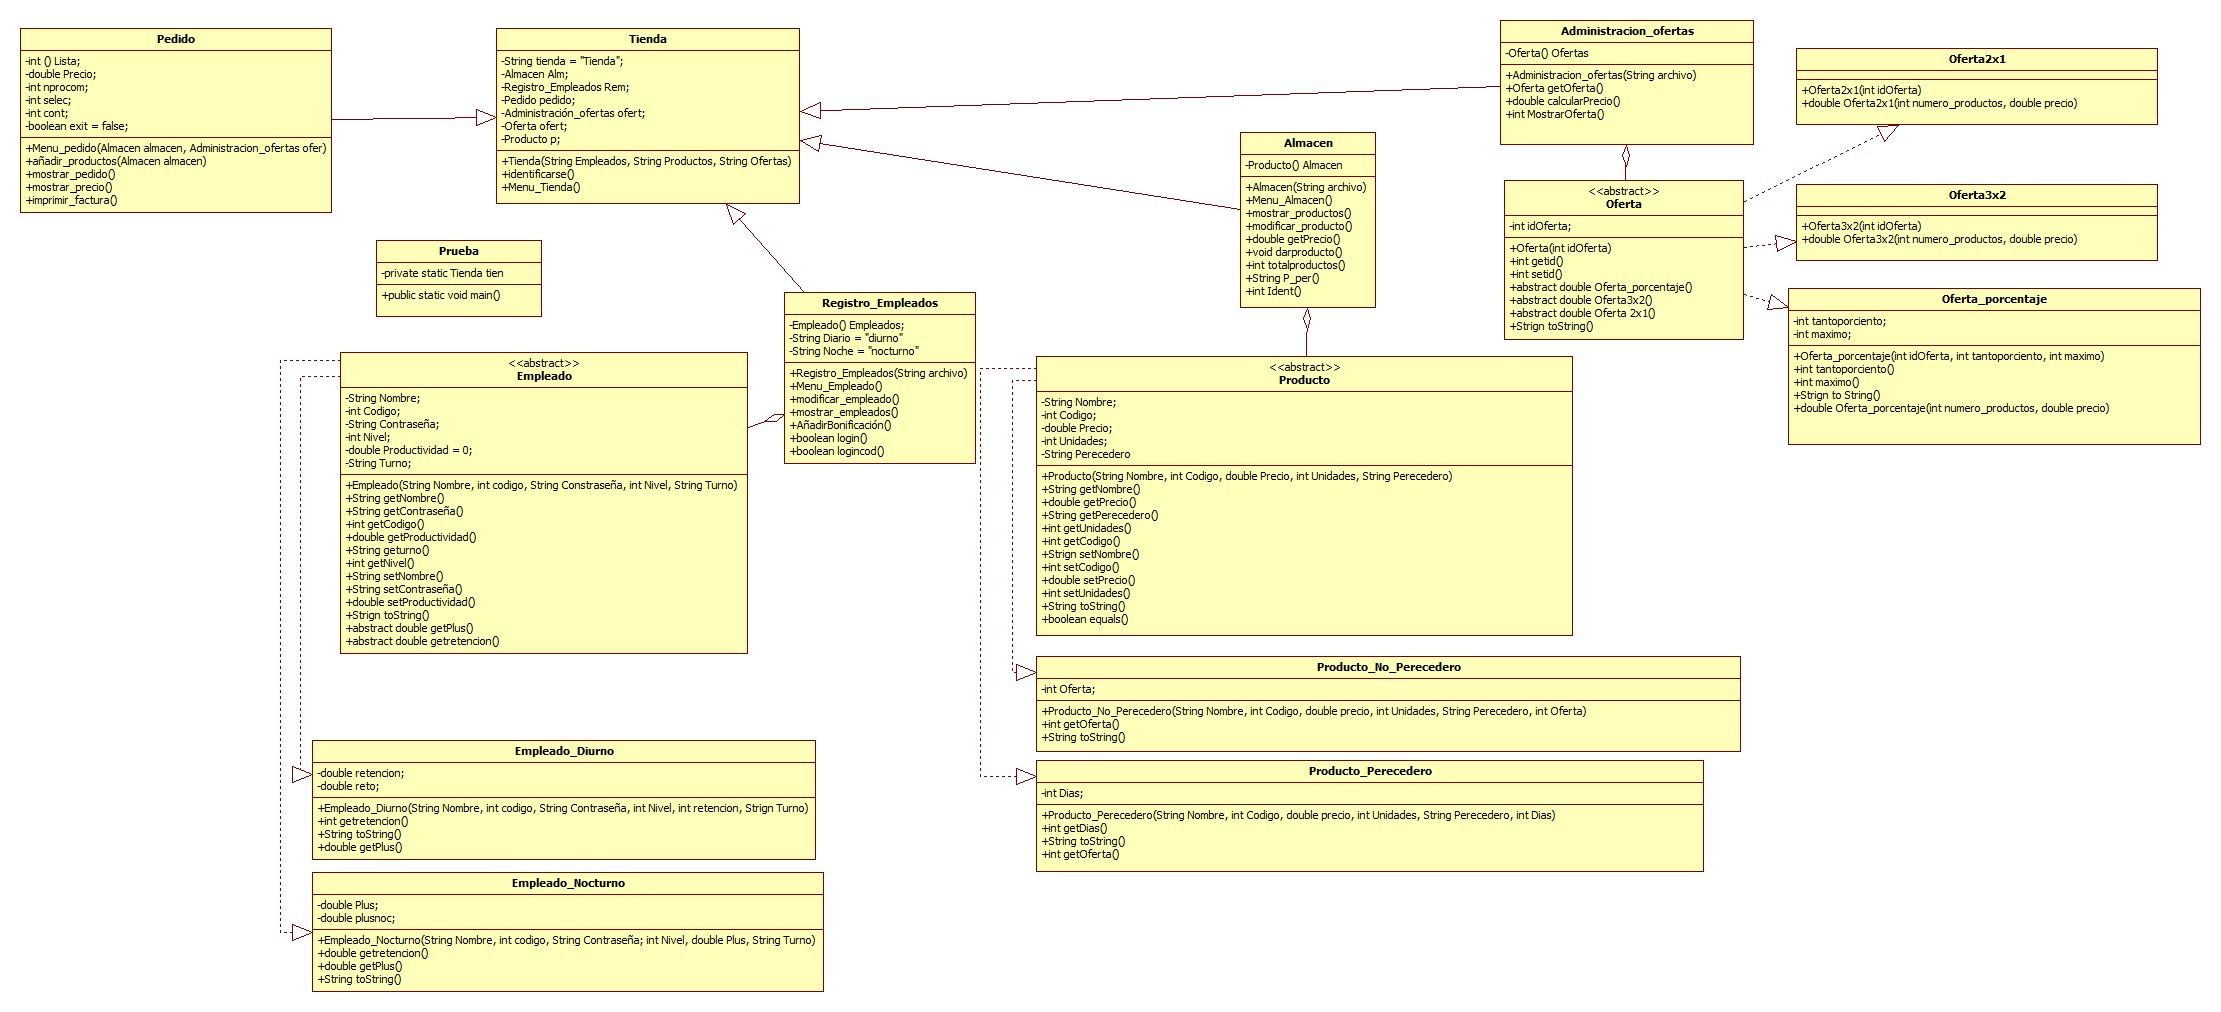 Pedido
-int () Lista;
-double Precio;
-int nprocom;
-int selec;
-int cont;
-boolean exit = false;
+Menu_pedido(Almacen almacen, Administracion_ofertas ofer)
+añadir_productos(Almacen almacen)
+mostrar_pedido()
+mostrar_precio()
+imprimir_factura()
Tienda
-String tienda = "Tienda";
-Almacen Alm;
-Registro_Empleados Rem;
-Pedido pedido;
-Administración_ofertas ofert;
-Oferta ofert;
-Producto p;
+Tienda(String Empleados, String Productos, String Ofertas)
+identificarse()
+Menu_Tienda()
Administracion_ofertas
-Oferta() Ofertas
+Administracion_ofertas(String archivo)
+Oferta getOferta()
+double calcularPrecio()
+int MostrarOferta()
Oferta2x1
+Oferta2x1(int idOferta)
+double Oferta2x1(int numero_productos, double precio)
Almacen
-Producto() Almacen
+Almacen(String archivo)
+Menu_Almacen()
+mostrar_productos()
+modificar_producto()
+double getPrecio()
+void darproducto()
+int totalproductos()
+String P_per()
+int Ident()
<<abstract>>
Oferta
-int idOferta;
+Oferta(int idOferta)
+int getid()
+int setid()
+abstract double Oferta_porcentaje()
+abstract double Oferta3x2()
+abstract double Oferta 2x1()
+Strign toString()
Oferta3x2
+Oferta3x2(int idOferta)
+double Oferta3x2(int numero_productos, double precio)
Oferta_porcentaje
-int tantoporciento;
-int maximo;
+Oferta_porcentaje(int idOferta, int tantoporciento, int maximo)
+int tantoporciento()
+int maximo()
+Strign to String()
+double Oferta_porcentaje(int numero_productos, double precio)
Prueba
-private static Tienda tien
+public static void main()
Registro_Empleados
-Empleado() Empleados;
-String Diario = "diurno"
-String Noche = "nocturno"
+Registro_Empleados(String archivo)
+Menu_Empleado()
+modificar_empleado()
+mostrar_empleados()
+AñadirBonificación()
+boolean login()
+boolean logincod()
<<abstract>>
Empleado
-String Nombre;
-int Codigo;
-String Contraseña;
-int Nivel;
-double Productividad = 0;
-String Turno;
+Empleado(String Nombre, int codigo, String Constraseña, int Nivel, String Turno)
+String getNombre()
+String getContraseña()
+int getCodigo()
+double getProductividad()
+String geturno()
+int getNivel()
+String setNombre()
+String setContraseña()
+double setProductividad()
+Strign toString()
+abstract double getPlus()
+abstract double getretencion()
<<abstract>>
Producto
-String Nombre;
-int Codigo;
-double Precio;
-int Unidades;
-String Perecedero
+Producto(String Nombre, int Codigo, double Precio, int Unidades, String Perecedero)
+String getNombre()
+double getPrecio()
+String getPerecedero()
+int getUnidades()
+int getCodigo()
+Strign setNombre()
+int setCodigo()
+double setPrecio()
+int setUnidades()
+String toString()
+boolean equals()
Producto_No_Perecedero
-int Oferta;
+Producto_No_Perecedero(String Nombre, int Codigo, double precio, int Unidades, String Perecedero, int Oferta)
+int getOferta()
+String toString()
Producto_Perecedero
-int Dias;
+Producto_Perecedero(String Nombre, int Codigo, double precio, int Unidades, String Perecedero, int Dias)
+int getDias()
+String toString()
+int getOferta()
Empleado_Diurno
-double retencion;
-double reto;
+Empleado_Diurno(String Nombre, int codigo, String Contraseña, int Nivel, int retencion, Strign Turno)
+int getretencion()
+String toString()
+double getPlus()
Empleado_Nocturno
-double Plus;
-double plusnoc;
+Empleado_Nocturno(String Nombre, int codigo, String Contraseña; int Nivel, double Plus, String Turno)
+double getretencion()
+double getPlus()
+String toString()